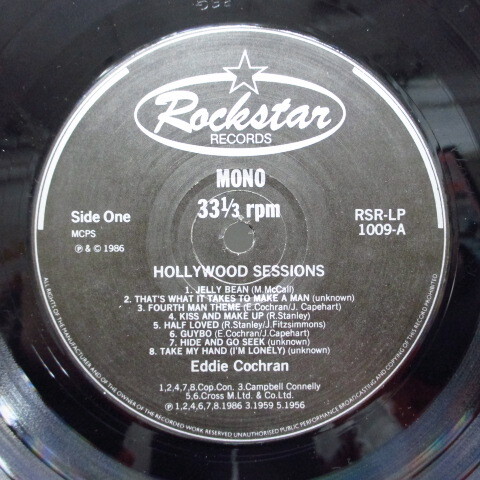 Rockstar
RECORDS
MONO
33⅓ rpm
Side One
MCPS
℗ & © 1986
RSR-LP
1009-A
HOLLYWOOD SESSIONS
1. JELLY BEAN (M.McCall)
2. THAT'S WHAT IT TAKES TO MAKE A MAN (unknown)
3. FOURTH MAN THEME (E.Cochran/J. Capehart)
4. KISS AND MAKE UP (R.Stanley)
5. HALF LOVED (R.Stanley/J.Fitzsimmons)
6. GUYBO (E.Cochran/J.Capehart)
7. HIDE AND GO SEEK (unknown)
8. TAKE MY HAND (I'M LONELY) (unknown)
Eddie Cochran
1,2,4,7,8.Cop.Con. 3.Campbell Connelly
5,6.Cross M.Ltd. & Co.Ltd.
℗ 1,2,4,6,7,8.1986 3.1959 5.1956
ALL RIGHTS OF THE MANUFACTURER AND OF THE OWNER OF THE RECORDED WORK RESERVED UNAUTHORISED PUBLIC PERFORMANCE BROADCASTING AND COPYING OF THIS RECORD PROHIBITED